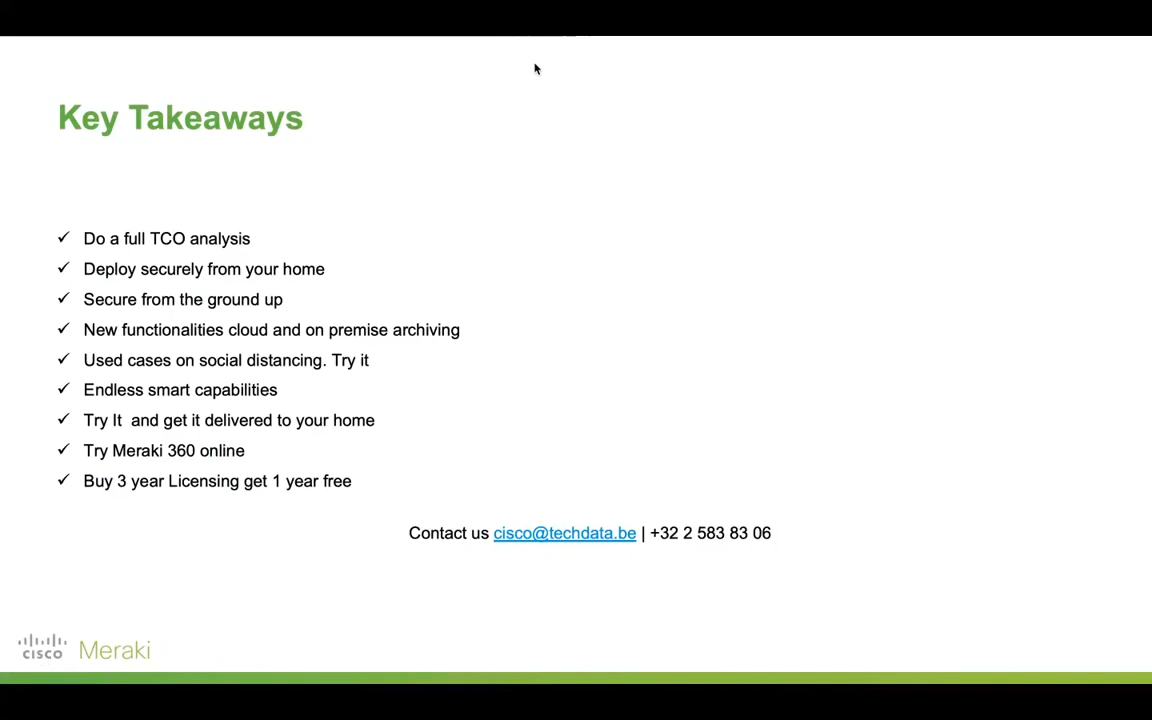 Key Takeaways
✓ Do a full TCO analysis
✓ Deploy securely from your home
✓ Secure from the ground up
✓ New functionalities cloud and on premise archiving
✓ Used cases on social distancing. Try it
✓ Endless smart capabilities
✓ Try It  and get it delivered to your home
✓ Try Meraki 360 online
✓ Buy 3 year Licensing get 1 year free
Contact us cisco@techdata.be | +32 2 583 83 06
CISCO Meraki